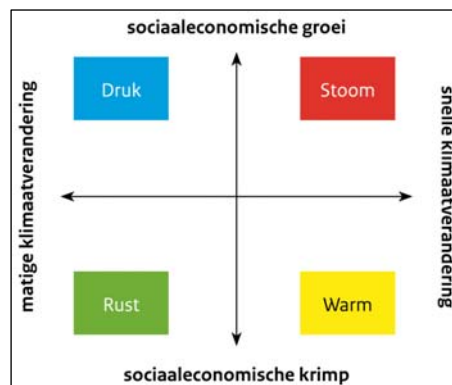 sociaaleconomische groei
Druk
Stoom
matige klimaatverandering
snelle klimaatverandering
Rust
Warm
sociaaleconomische krimp